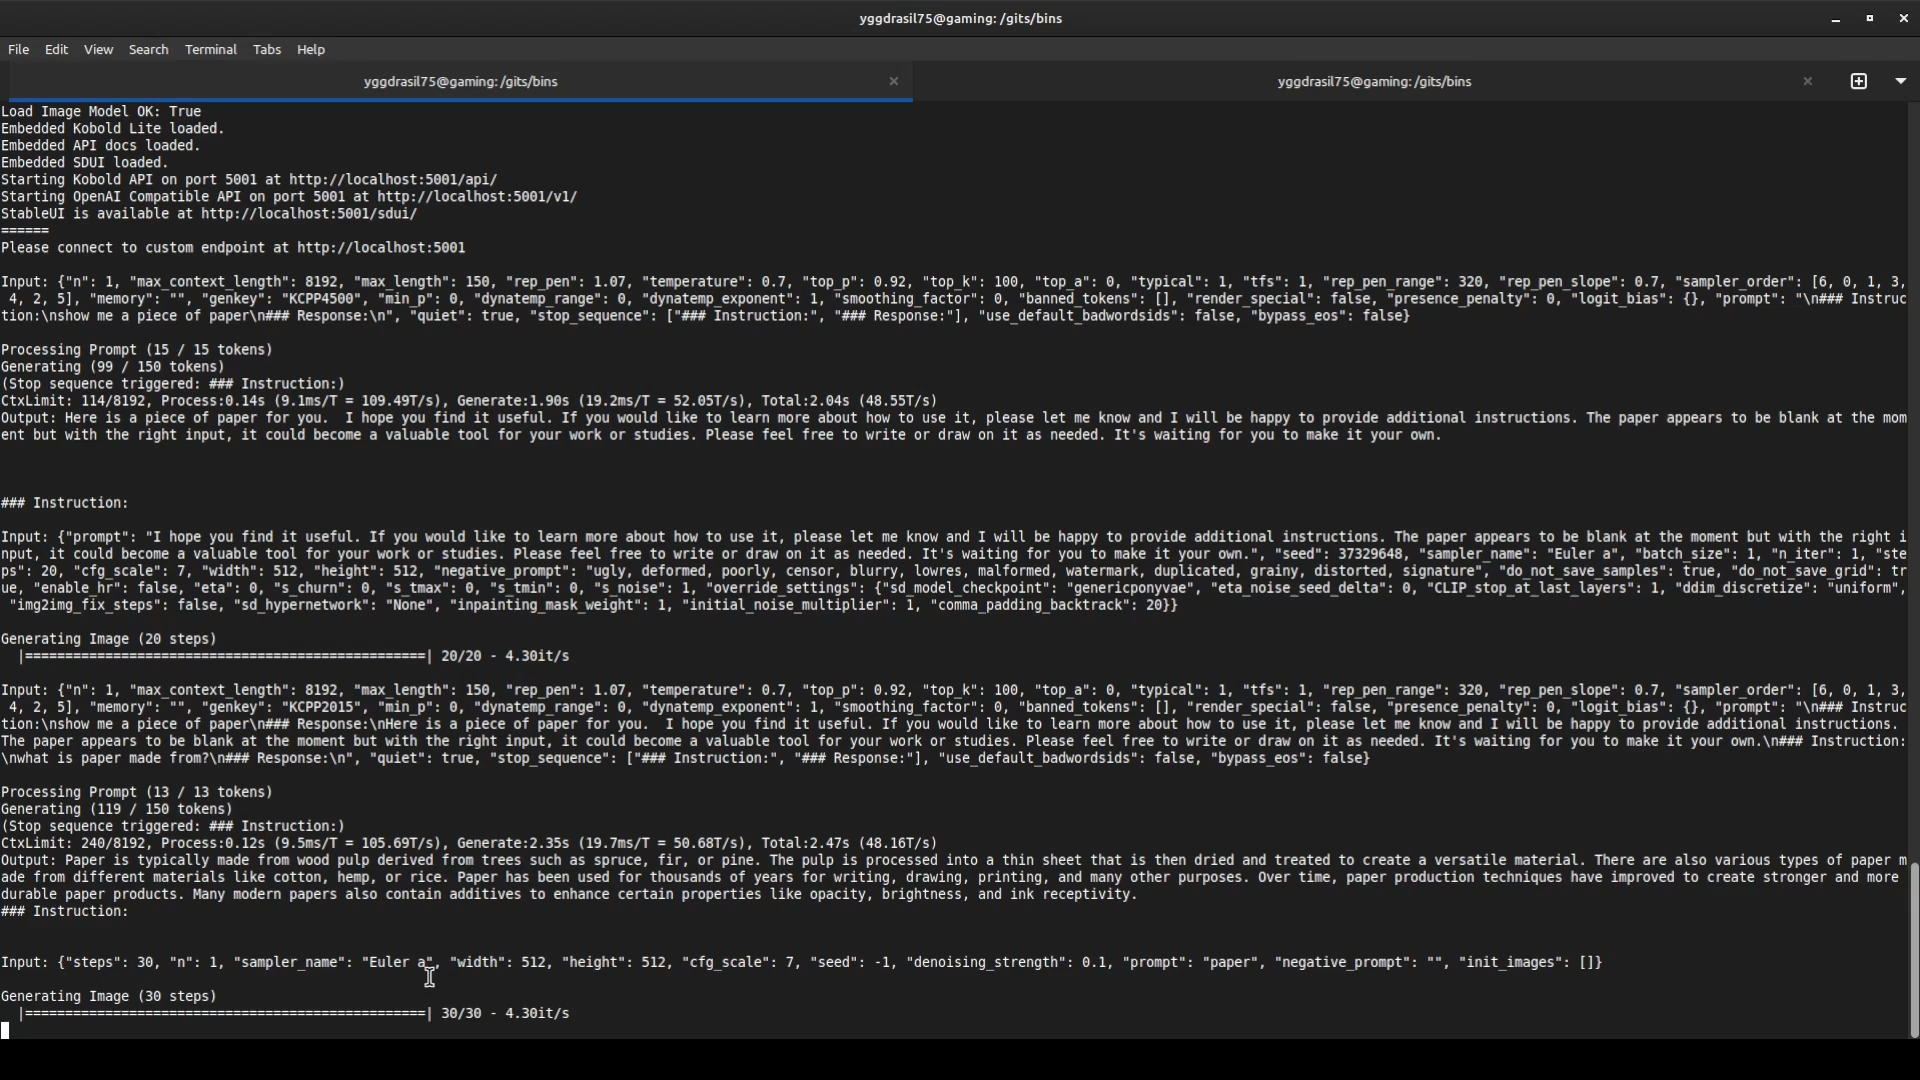 yggdrasil75@gaming: /gits/bins
File Edit View Search Terminal Tabs Help
yggdrasil75@gaming: /gits/bins
yggdrasil75@gaming: /gits/bins
Load Image Model OK: True
Embedded Kobold Lite loaded.
Embedded API docs loaded.
Embedded SDUI loaded.
Starting Kobold API on port 5001 at http://localhost:5001/api/
Starting OpenAI Compatible API on port 5001 at http://localhost:5001/v1/
StableUI is available at http://localhost:5001/sdui/
======
Please connect to custom endpoint at http://localhost:5001
Input: {"n": 1, "max_context_length": 8192, "max_length": 150, "rep_pen": 1.07, "temperature": 0.7, "top_p": 0.92, "top_k": 100, "top_a": 0, "typical": 1, "tfs": 1, "rep_pen_range": 320, "rep_pen_slope": 0.7, "sampler_order": [6, 0, 1, 3,
4, 2, 5], "memory": "", "genkey": "KCPP4500", "min_p": 0, "dynatemp_range": 0, "dynatemp_exponent": 1, "smoothing_factor": 0, "banned_tokens": [], "render_special": false, "presence_penalty": 0, "logit_bias": {}, "prompt": "\n### Instruc
tion:\nshow me a piece of paper\n### Response:\n", "quiet": true, "stop_sequence": ["### Instruction:", "### Response:"], "use_default_badwordsids": false, "bypass_eos": false}
Processing Prompt (15 / 15 tokens)
Generating (99 / 150 tokens)
(Stop sequence triggered: ### Instruction:)
CtxLimit: 114/8192, Process:0.14s (9.1ms/T = 109.49T/s), Generate:1.90s (19.2ms/T = 52.05T/s), Total:2.04s (48.55T/s)
Output: Here is a piece of paper for you.  I hope you find it useful. If you would like to learn more about how to use it, please let me know and I will be happy to provide additional instructions. The paper appears to be blank at the mom
ent but with the right input, it could become a valuable tool for your work or studies. Please feel free to write or draw on it as needed. It's waiting for you to make it your own.
### Instruction:
Input: {"prompt": "I hope you find it useful. If you would like to learn more about how to use it, please let me know and I will be happy to provide additional instructions. The paper appears to be blank at the moment but with the right i
nput, it could become a valuable tool for your work or studies. Please feel free to write or draw on it as needed. It's waiting for you to make it your own.", "seed": 37329648, "sampler_name": "Euler a", "batch_size": 1, "n_iter": 1, "ste
ps": 20, "cfg_scale": 7, "width": 512, "height": 512, "negative_prompt": "ugly, deformed, poorly, censor, blurry, lowres, malformed, watermark, duplicated, grainy, distorted, signature", "do_not_save_samples": true, "do_not_save_grid": tr
ue, "enable_hr": false, "eta": 0, "s_churn": 0, "s_tmax": 0, "s_tmin": 0, "s_noise": 1, "override_settings": {"sd_model_checkpoint": "genericponyvae", "eta_noise_seed_delta": 0, "CLIP_stop_at_last_layers": 1, "ddim_discretize": "uniform",
"img2img_fix_steps": false, "sd_hypernetwork": "None", "inpainting_mask_weight": 1, "initial_noise_multiplier": 1, "comma_padding_backtrack": 20}}
Generating Image (20 steps)
|==================================================| 20/20 - 4.30it/s
Input: {"n": 1, "max_context_length": 8192, "max_length": 150, "rep_pen": 1.07, "temperature": 0.7, "top_p": 0.92, "top_k": 100, "top_a": 0, "typical": 1, "tfs": 1, "rep_pen_range": 320, "rep_pen_slope": 0.7, "sampler_order": [6, 0, 1, 3,
4, 2, 5], "memory": "", "genkey": "KCPP2015", "min_p": 0, "dynatemp_range": 0, "dynatemp_exponent": 1, "smoothing_factor": 0, "banned_tokens": [], "render_special": false, "presence_penalty": 0, "logit_bias": {}, "prompt": "\n### Instruc
tion:\nshow me a piece of paper\n### Response:\nHere is a piece of paper for you.  I hope you find it useful. If you would like to learn more about how to use it, please let me know and I will be happy to provide additional instructions.
The paper appears to be blank at the moment but with the right input, it could become a valuable tool for your work or studies. Please feel free to write or draw on it as needed. It's waiting for you to make it your own.\n### Instruction:
\nwhat is paper made from?\n### Response:\n", "quiet": true, "stop_sequence": ["### Instruction:", "### Response:"], "use_default_badwordsids": false, "bypass_eos": false}
Processing Prompt (13 / 13 tokens)
Generating (119 / 150 tokens)
(Stop sequence triggered: ### Instruction:)
CtxLimit: 240/8192, Process:0.12s (9.5ms/T = 105.69T/s), Generate:2.35s (19.7ms/T = 50.68T/s), Total:2.47s (48.16T/s)
Output: Paper is typically made from wood pulp derived from trees such as spruce, fir, or pine. The pulp is processed into a thin sheet that is then dried and treated to create a versatile material. There are also various types of paper m
ade from different materials like cotton, hemp, or rice. Paper has been used for thousands of years for writing, drawing, printing, and many other purposes. Over time, paper production techniques have improved to create stronger and more
durable paper products. Many modern papers also contain additives to enhance certain properties like opacity, brightness, and ink receptivity.
### Instruction:
Input: {"steps": 30, "n": 1, "sampler_name": "Euler a", "width": 512, "height": 512, "cfg_scale": 7, "seed": -1, "denoising_strength": 0.1, "prompt": "paper", "negative_prompt": "", "init_images": []}
Generating Image (30 steps)
|==================================================| 30/30 - 4.30it/s